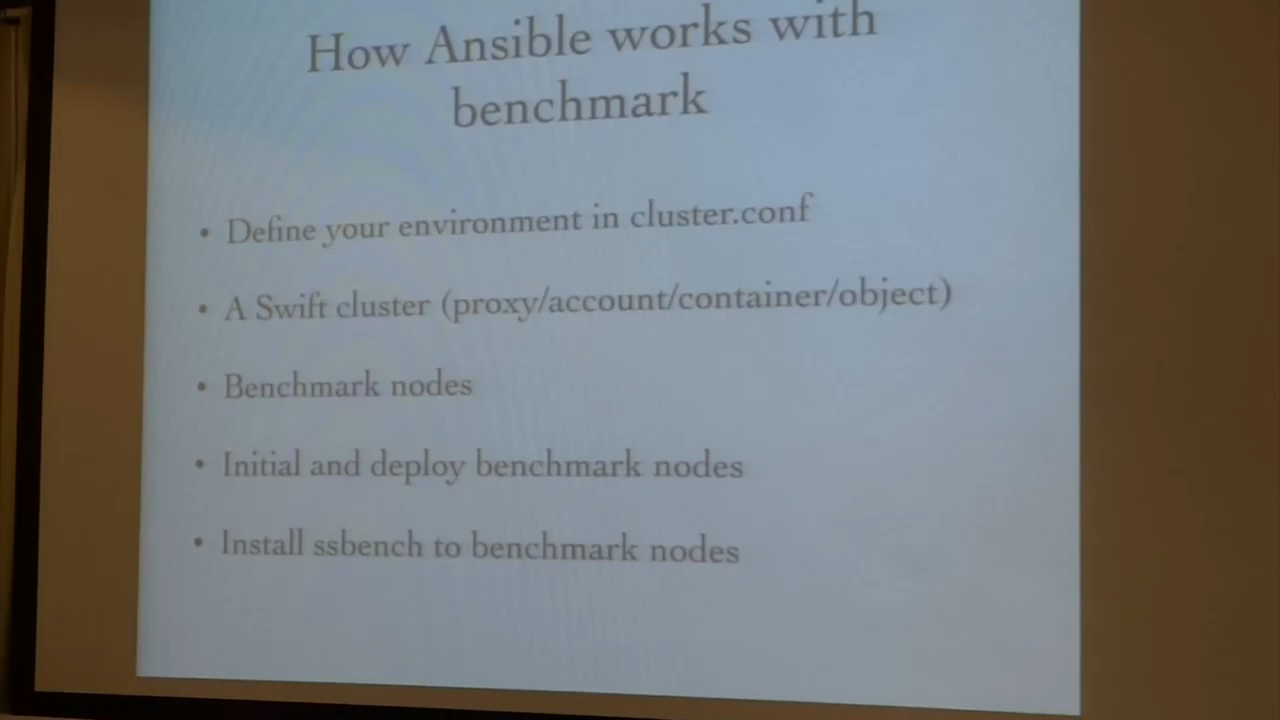 How Ansible works with
benchmark
• Define your environment in cluster.conf
• A Swift cluster (proxy/account/container/object)
• Benchmark nodes
• Initial and deploy benchmark nodes
• Install ssbench to benchmark nodes